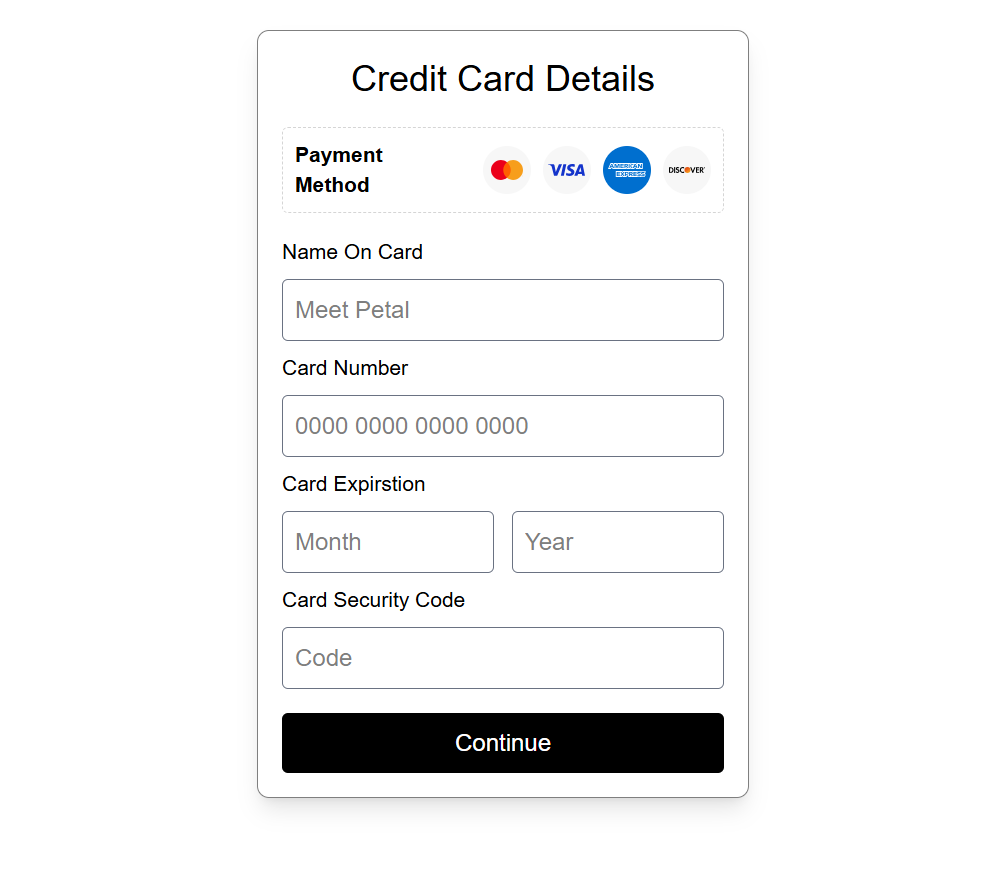 Credit Card Details
Payment
Method
VISA
AMERICAN
EXPRESS
DISCOVER
Name On Card
Meet Petal
Card Number
0000 0000 0000 0000
Card Expirstion
Month
Year
Card Security Code
Code
Continue